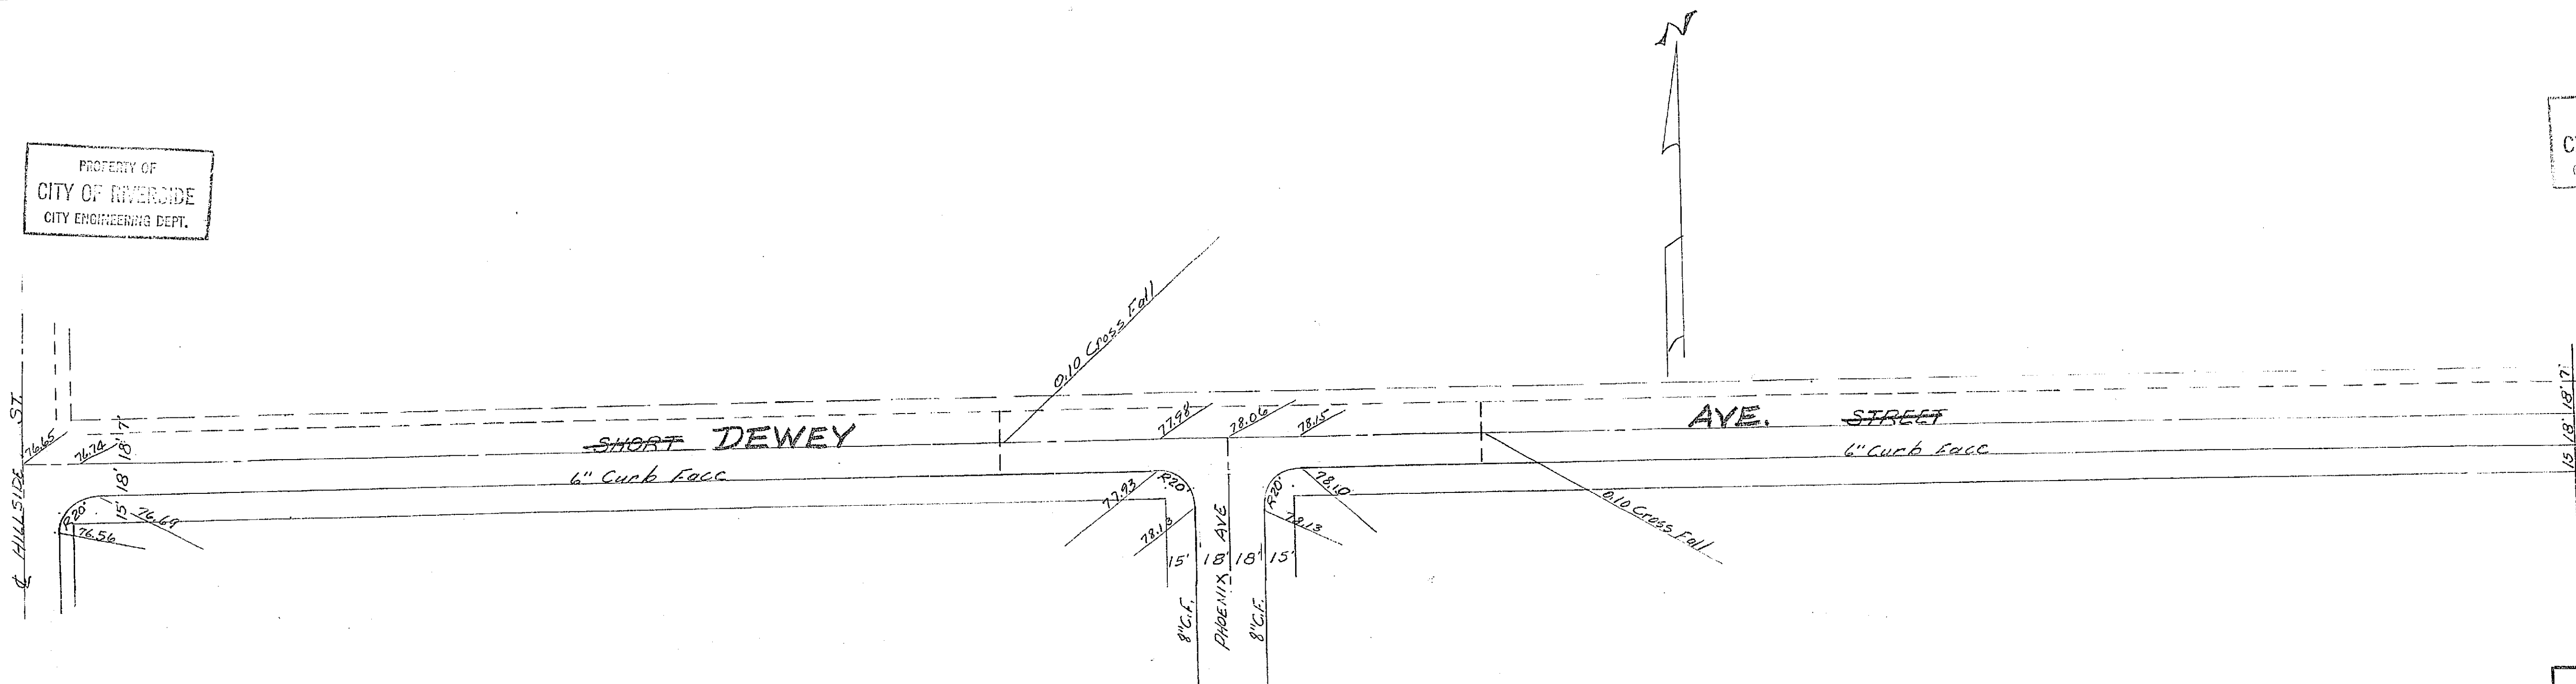 N
PROPERTY OF
CITY OF RIVERSIDE
CITY ENGINEERING DEPT.
0.10 Cross Fall
HILLSIDE ST.
76.65
76.74
7'
18'
18'
15'
R20'
76.56
76.69
SHORT DEWEY AVE. STREET
6" Curb Face
6" Curb Face
77.98
78.06
78.15
77.93
78.13
R20'
R20'
78.10
78.13
0.10 Cross Fall
15'
18'
18'
15'
8" C.F.
PHOENIX AVE
8" C.F.
7'
18'
18'
15'